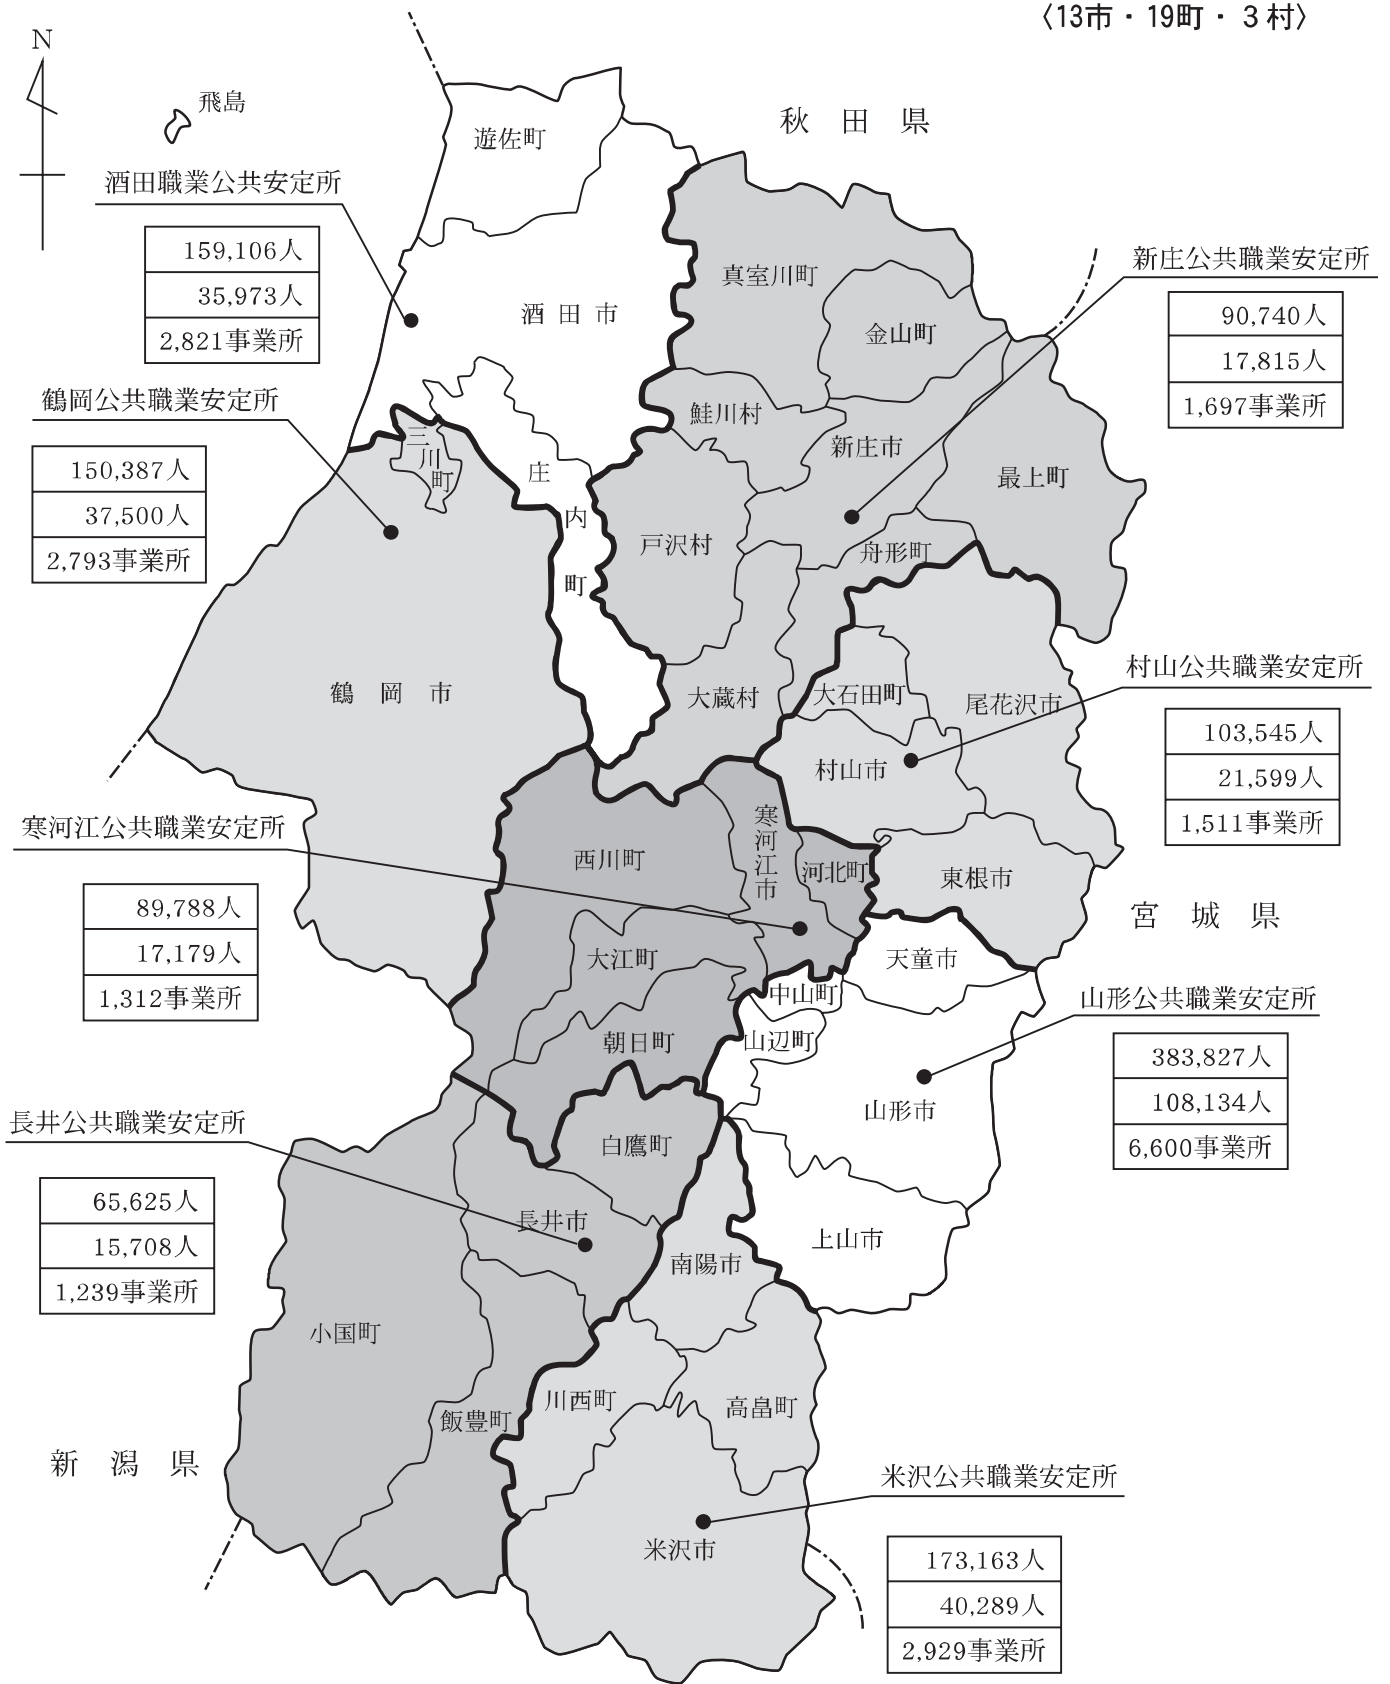 〈13市・19町・３村〉
N
飛島
秋田県
遊佐町
酒田職業公共安定所
159,106人
35,973人
2,821事業所
酒田市
真室川町
金山町
新庄公共職業安定所
90,740人
17,815人
1,697事業所
鶴岡公共職業安定所
150,387人
37,500人
2,793事業所
三川町
庄内町
鮭川村
新庄市
最上町
戸沢村
舟形町
鶴岡市
大蔵村
大石田町
尾花沢市
村山公共職業安定所
103,545人
21,599人
1,511事業所
村山市
寒河江公共職業安定所
89,788人
17,179人
1,312事業所
西川町
寒河江市
河北町
東根市
宮城県
大江町
天童市
中山町
朝日町
山辺町
山形公共職業安定所
383,827人
108,134人
6,600事業所
山形市
長井公共職業安定所
65,625人
15,708人
1,239事業所
白鷹町
長井市
南陽市
上山市
小国町
飯豊町
川西町
高畠町
新潟県
米沢公共職業安定所
173,163人
40,289人
2,929事業所
米沢市